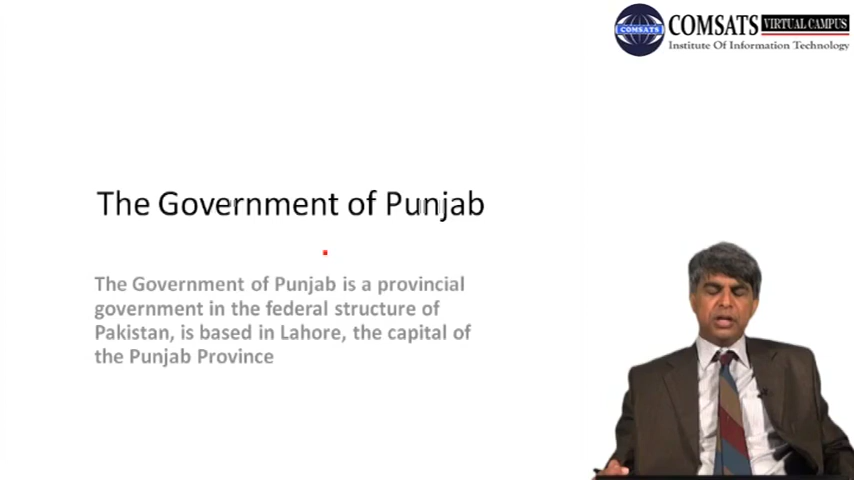 COMSATS VIRTUAL CAMPUS
Institute Of Information Technology
COMSATS
The Government of Punjab
The Government of Punjab is a provincial
government in the federal structure of
Pakistan, is based in Lahore, the capital of
the Punjab Province